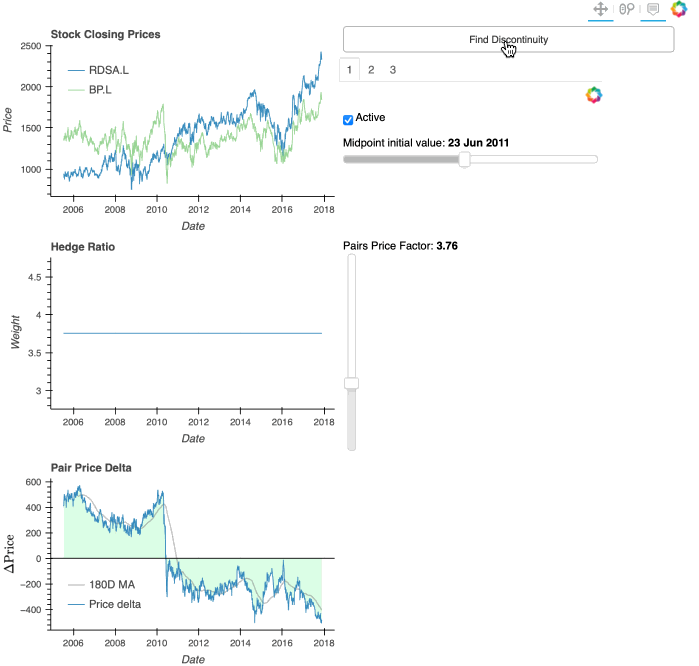 Stock Closing Prices
Find Discontinuity
2500
2000
1500
1000
Price
RDSA.L
BP.L
2006 2008 2010 2012 2014 2016 2018
Date
1 2 3
Active
Midpoint initial value: 23 Jun 2011
Hedge Ratio
Pairs Price Factor: 3.76
4.5
4
3.5
3
Weight
2006 2008 2010 2012 2014 2016 2018
Date
Pair Price Delta
600
400
200
0
−200
−400
ΔPrice
180D MA
Price delta
2006 2008 2010 2012 2014 2016 2018
Date